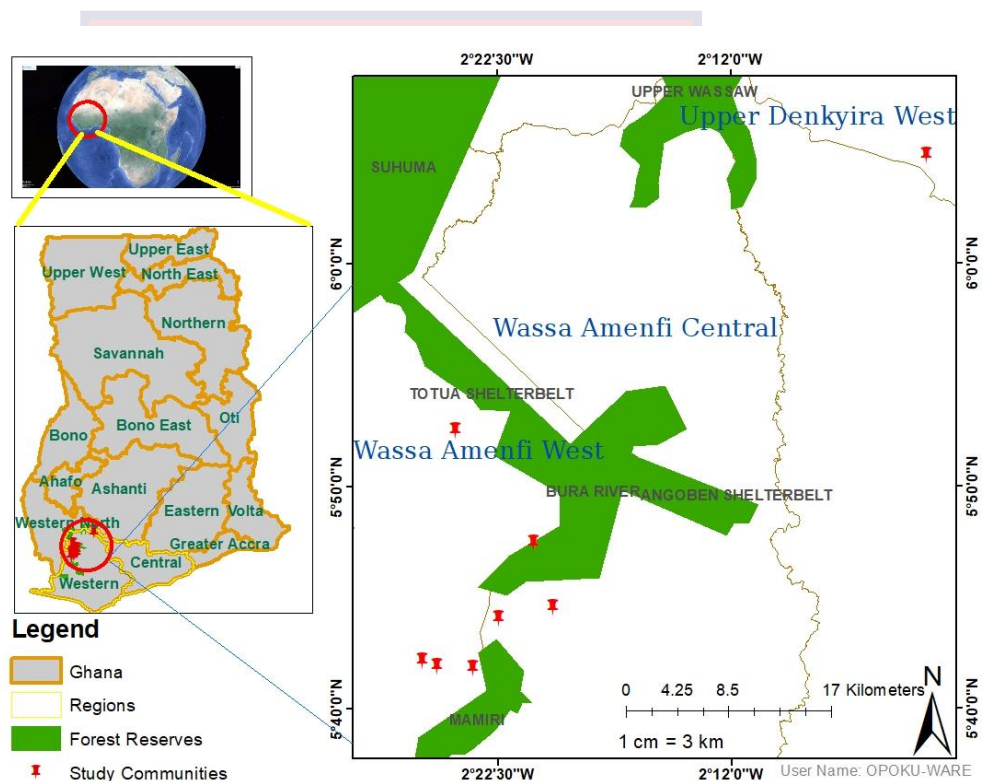 2°22'30"W
2°12'0"W
UPPER WASSAW
Upper Denkyira West
SUHUMA
6°0'0"N
6°0'0"N
Wassa Amenfi Central
TOTUA SHELTERBELT
Wassa Amenfi West
BURA RIVER
ANGOBEN SHELTERBELT
5°50'0"N
5°50'0"N
MAMIRI
5°40'0"N
5°40'0"N
0 4.25 8.5 17 Kilometers
1 cm = 3 km
N
2°22'30"W
2°12'0"W
User Name: OPOKU-WARE
Upper East
Upper West
North East
Northern
Savannah
Bono East
Oti
Bono
Ahafo
Ashanti
Eastern
Volta
Western North
Greater Accra
Central
Western
Legend
Ghana
Regions
Forest Reserves
Study Communities